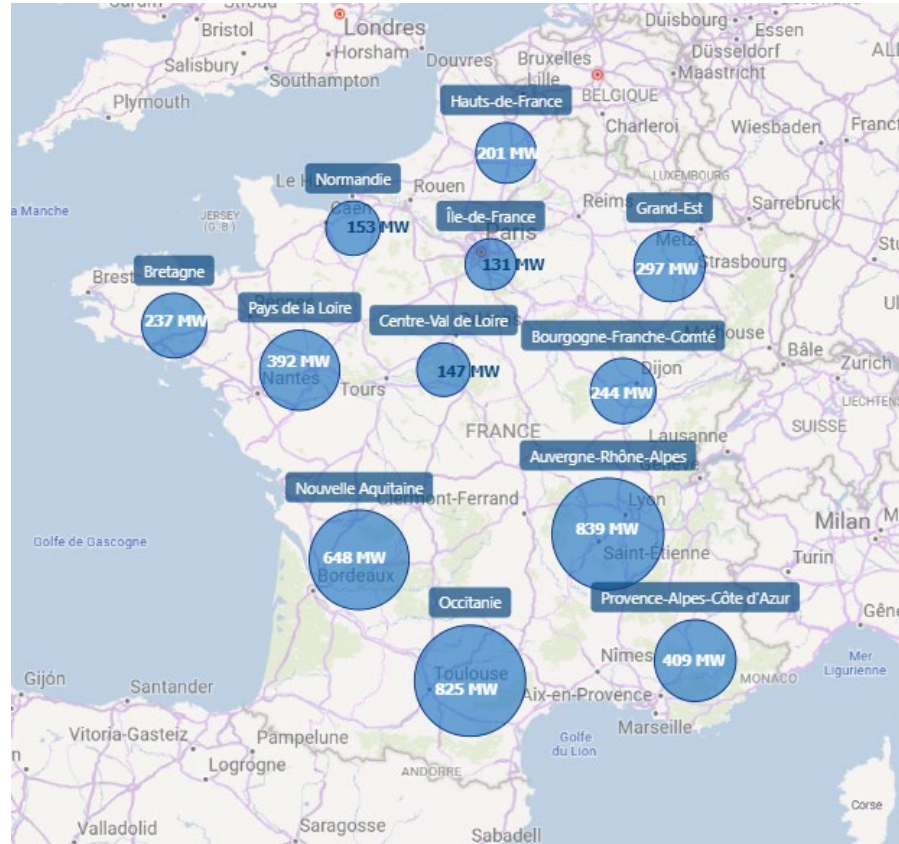 Bristol
Londres
Essen
Duisbourg
Salisbury
Horsham
Douvres
Bruxelles
Düsseldorf
Southampton
Lille
Maastricht
Plymouth
BELGIQUE
Hauts-de-France
Charleroi
Wiesbaden
201 MW
LUXEMBOURG
Normandie
Rouen
Reims
Sarrebruck
a Manche
JERSEY
(G. B.)
Caen
153 MW
Île-de-France
Paris
131 MW
Grand-Est
Metz
Strasbourg
297 MW
Bretagne
Brest
237 MW
Pays de la Loire
392 MW
Nantes
Tours
Centre-Val de Loire
147 MW
Bourgogne-Franche-Comté
Dijon
244 MW
Bâle
Zurich
SUISSE
FRANCE
Lausanne
Auvergne-Rhône-Alpes
Lyon
839 MW
Saint-Étienne
Nouvelle Aquitaine
Clermont-Ferrand
648 MW
Bordeaux
Milan
Turin
Golfe de Gascogne
Occitanie
Toulouse
825 MW
Provence-Alpes-Côte d'Azur
Nîmes
409 MW
MONACO
Mer
Ligurienne
Aix-en-Provence
Marseille
Golfe
du Lion
Gijón
Santander
Vitoria-Gasteiz
Pampelune
Logrogne
ANDORRE
Corse
Valladolid
Saragosse
Sabadell